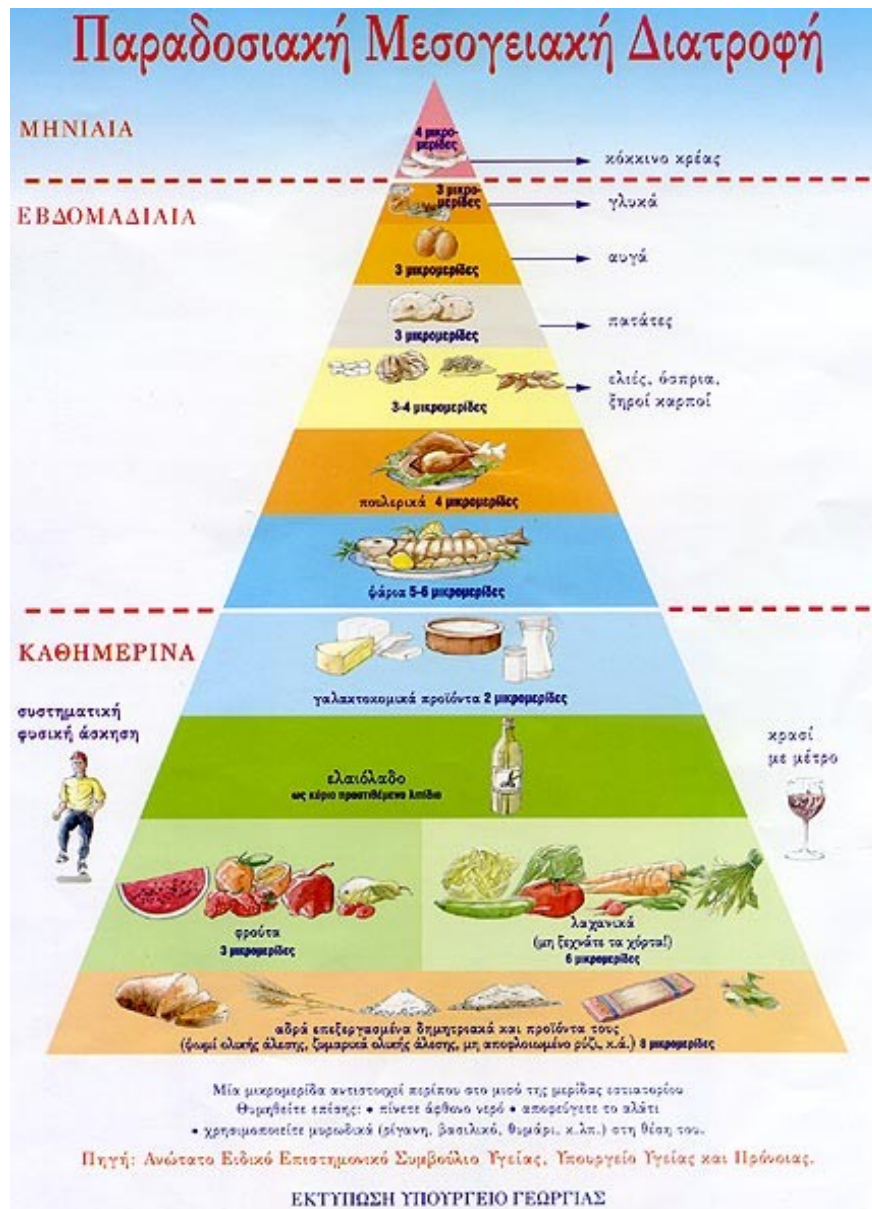 Παραδοσιακή Μεσογειακή Διατροφή
ΜΗΝΙΑΙΑ
4 μικρο-
μερίδες
κόκκινο κρέας
ΕΒΔΟΜΑΔΙΑΙΑ
3 μικρο-
μερίδες
γλυκά
3 μικρομερίδες
αυγά
3 μικρομερίδες
πατάτες
3-4 μικρομερίδες
ελιές, όσπρια,
ξηροί καρποί
πουλερικά 4 μικρομερίδες
ψάρια 5-6 μικρομερίδες
ΚΑΘΗΜΕΡΙΝΑ
γαλακτοκομικά προϊόντα 2 μικρομερίδες
συστηματική
φυσική άσκηση
ελαιόλαδο
ως κύριο προστιθέμενο λιπίδιο
κρασί
με μέτρο
φρούτα
3 μικρομερίδες
λαχανικά
(μη ξεχνάτε τα χόρτα!)
6 μικρομερίδες
αδρά επεξεργασμένα δημητριακά και προϊόντα τους
(ψωμί ολικής άλεσης, ζυμαρικά ολικής άλεσης, μη αποφλοιωμένο ρύζι, κ.ά.) 8 μικρομερίδες
Μία μικρομερίδα αντιστοιχεί περίπου στο μισό της μερίδας εστιατορίου
Θυμηθείτε επίσης: • πίνετε άφθονο νερό • αποφεύγετε το αλάτι
• χρησιμοποιείτε μυρωδικά (ρίγανη, βασιλικό, θυμάρι, κ.λπ.) στη θέση του.
Πηγή: Ανώτατο Ειδικό Επιστημονικό Συμβούλιο Υγείας, Υπουργείο Υγείας και Πρόνοιας.
ΕΚΤΥΠΩΣΗ ΥΠΟΥΡΓΕΙΟ ΓΕΩΡΓΙΑΣ